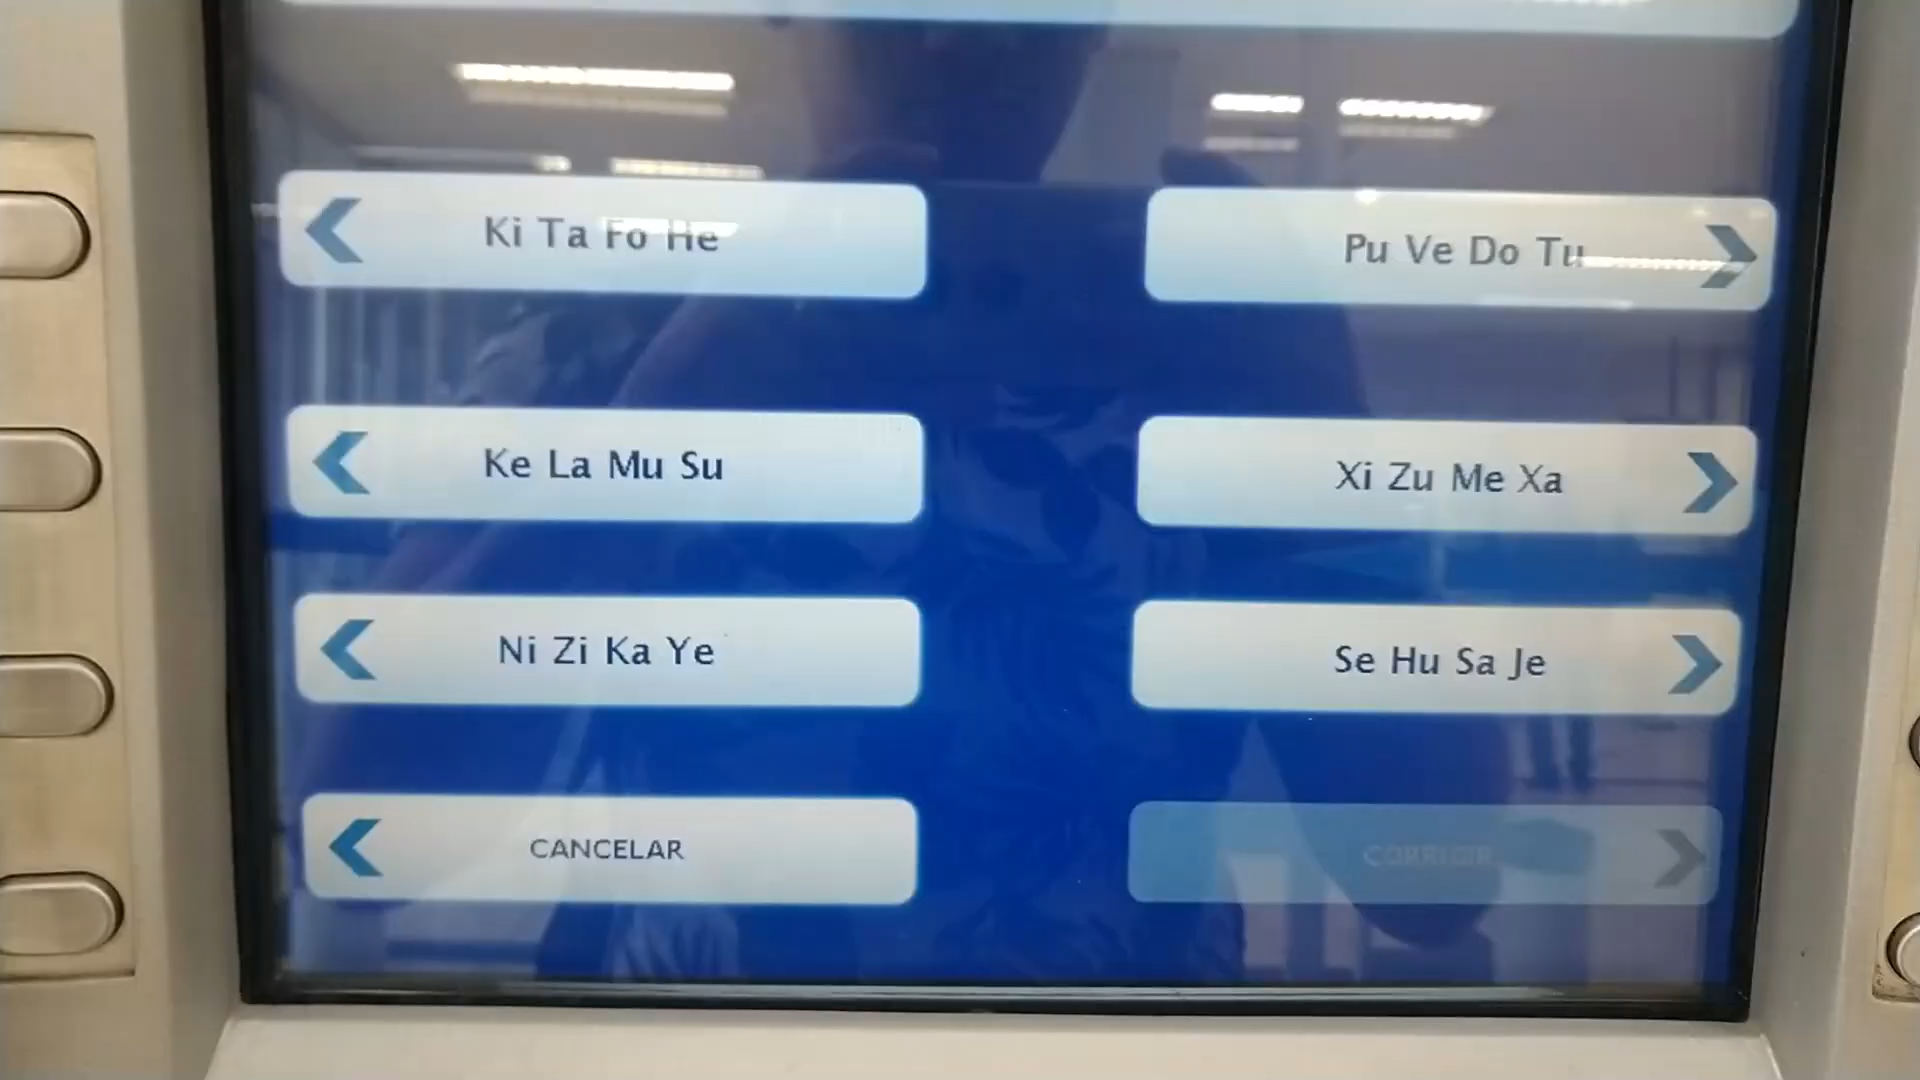 Ki Ta Fo He
Pu Ve Do Tu
Ke La Mu Su
Xi Zu Me Xa
Ni Zi Ka Ye
Se Hu Sa Je
CANCELAR
CORRIGIR